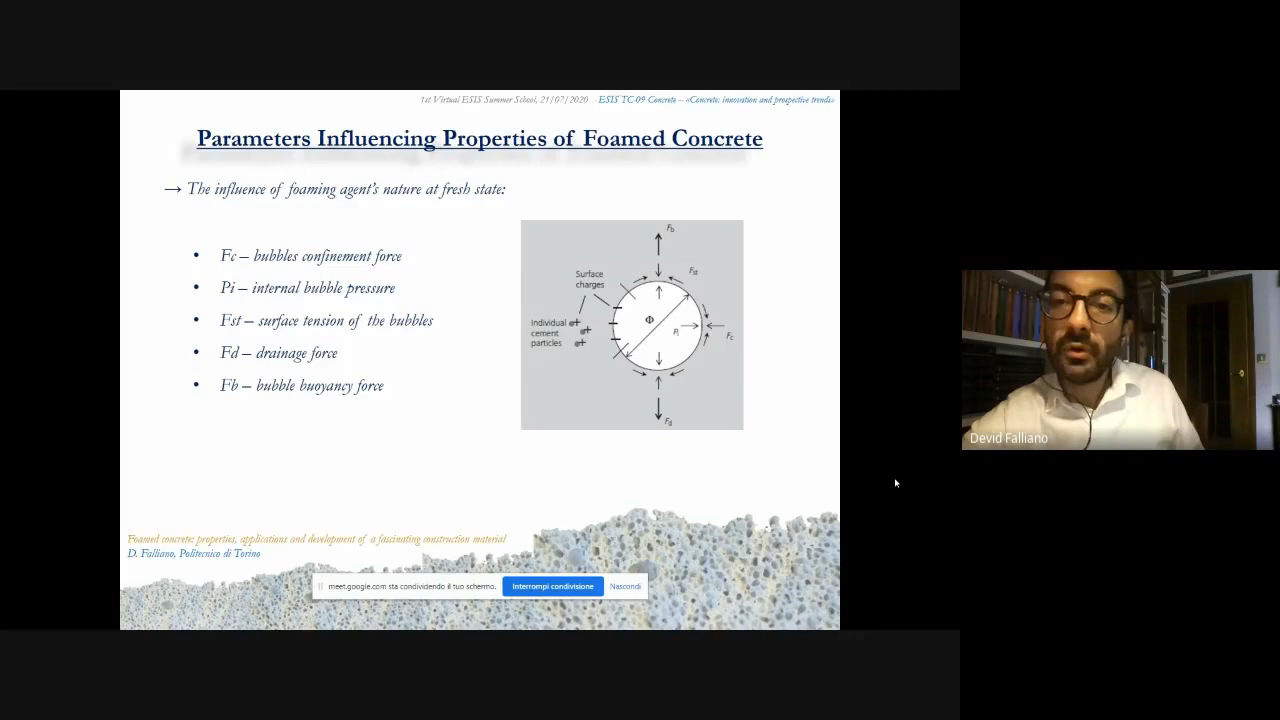 1st Virtual ESIS Summer School, 21/07/2020 - ESIS TC-09 Concrete – «Concrete: innovation and prospective trends»
Parameters Influencing Properties of Foamed Concrete
→ The influence of foaming agent's nature at fresh state:
• Fc – bubbles confinement force
• Pi – internal bubble pressure
• Fst – surface tension of the bubbles
• Fd – drainage force
• Fb – bubble buoyancy force
Fb
Fst
Surface
charges
Φ
Individual
cement
particles
Pi
Fc
Fd
Devid Falliano
Foamed concrete: properties, applications and development of a fascinating construction material
D. Falliano, Politecnico di Torino
meet.google.com sta condividendo il tuo schermo. Interrompi condivisione Nascondi